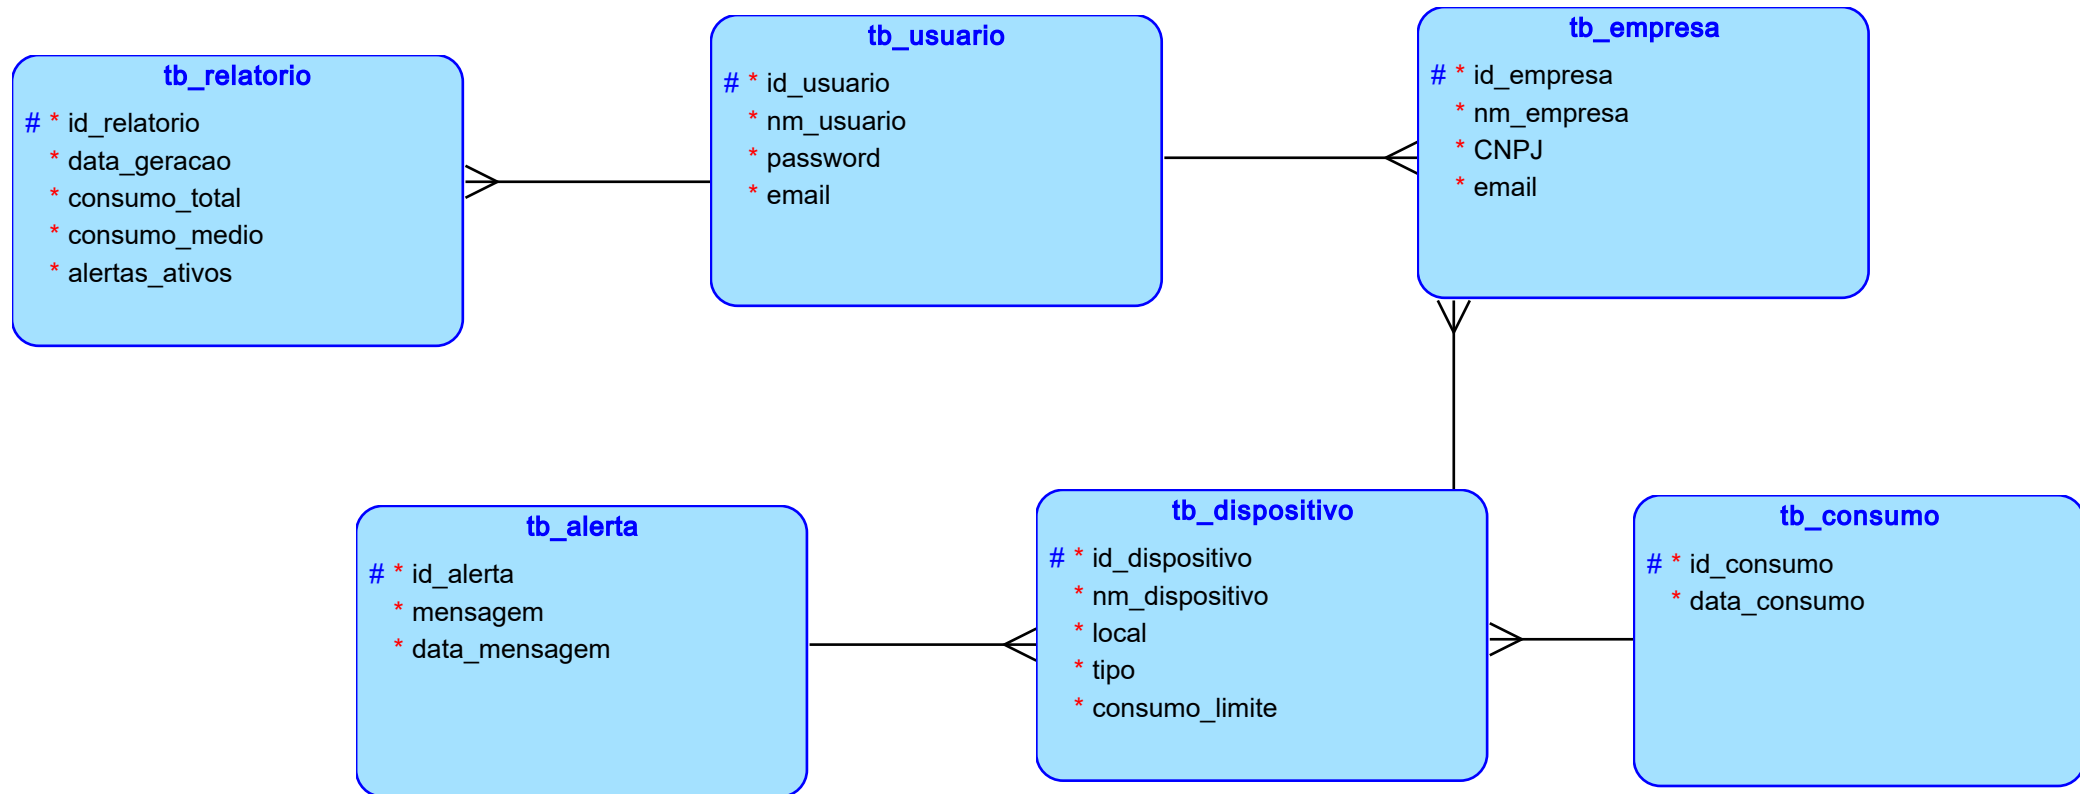 tb_relatorio
# * id_relatorio
* data_geracao
* consumo_total
* consumo_medio
* alertas_ativos
tb_usuario
# * id_usuario
* nm_usuario
* password
* email
tb_empresa
# * id_empresa
* nm_empresa
* CNPJ
* email
tb_alerta
# * id_alerta
* mensagem
* data_mensagem
tb_dispositivo
# * id_dispositivo
* nm_dispositivo
* local
* tipo
* consumo_limite
tb_consumo
# * id_consumo
* data_consumo